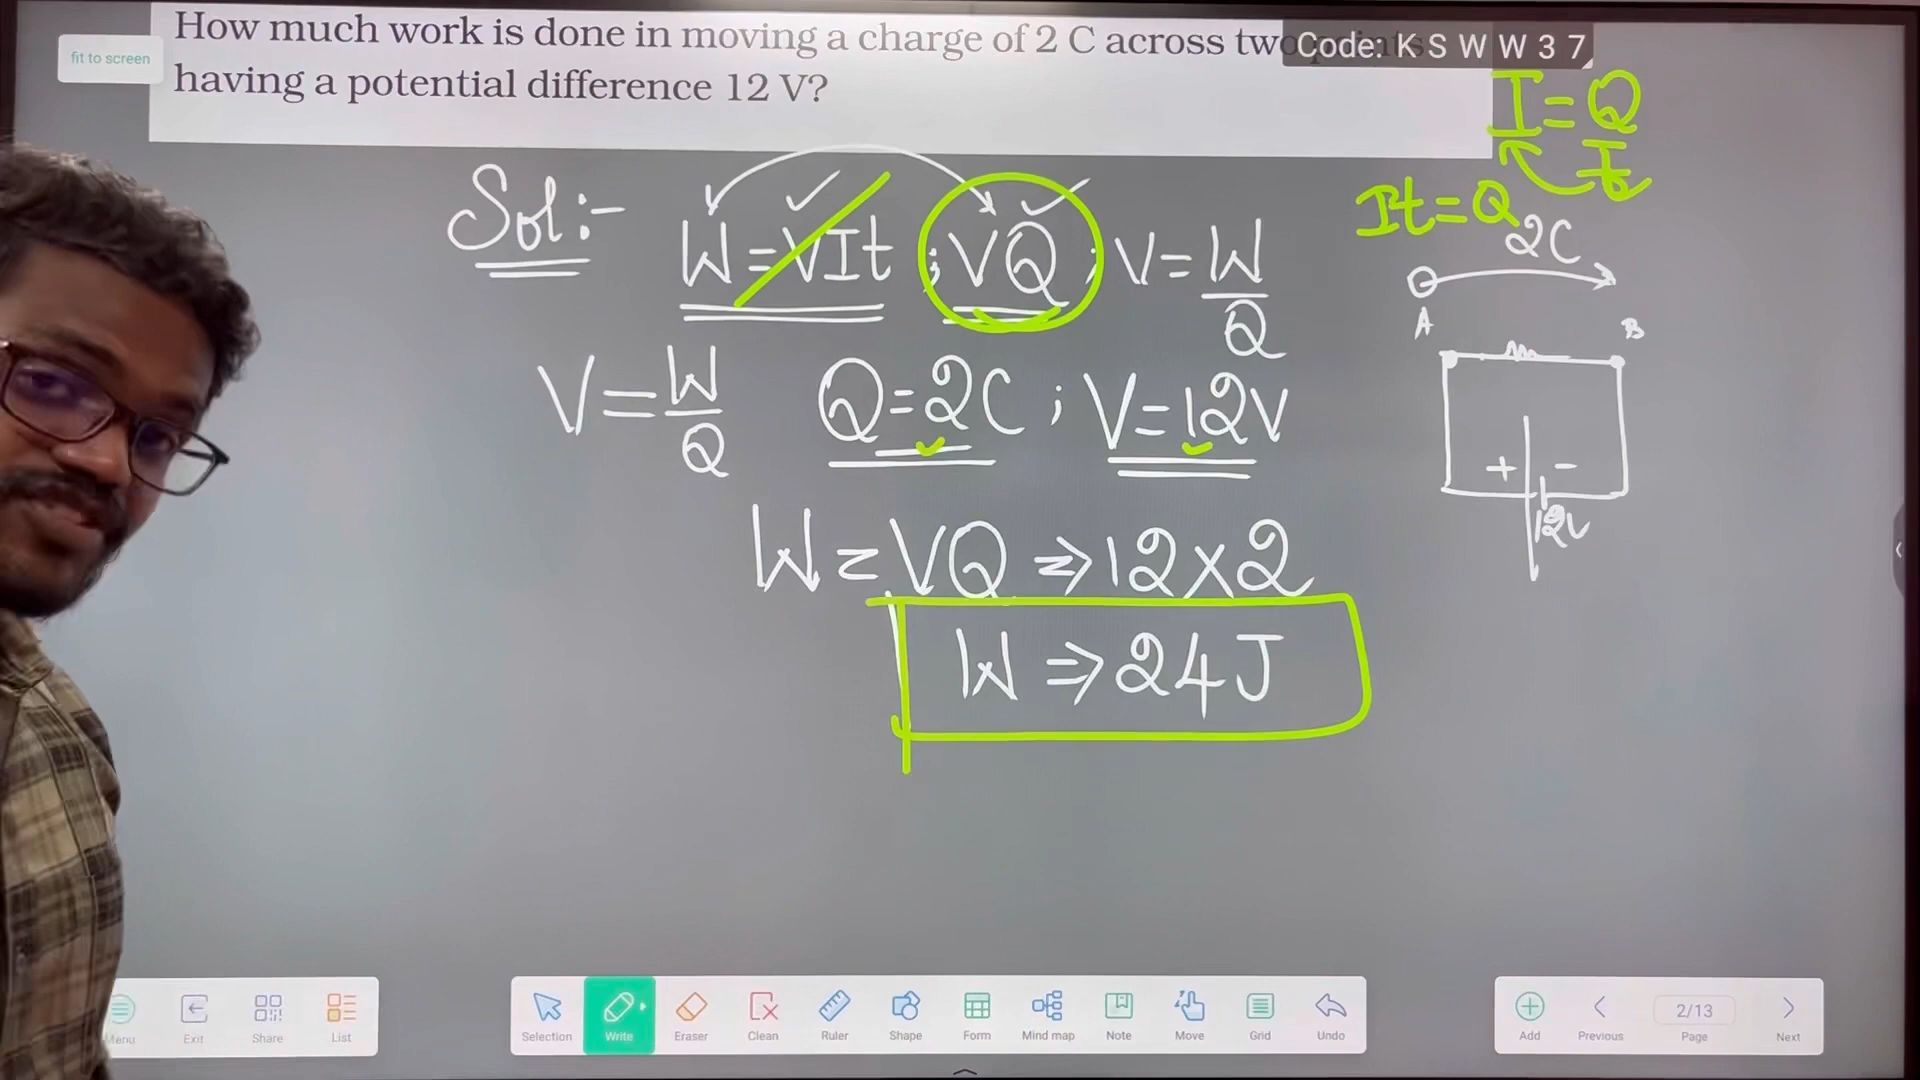 How much work is done in moving a charge of 2 C across two
Code: K S W W 3 7
fit to screen
having a potential difference 12 V?
I=Q
t
It=Q
Sol:-
W=VIt ; VQ ; V=W
Q
2C
A
B
V=W
Q
Q=2C ; V=12V
+ -
12V
W=VQ ⇒12×2
W ⇒24J
Menu Exit Share List
Selection Write Eraser Clean Ruler Shape Form Mind map Note Move Grid Undo
Add Previous 2/13 Page Next